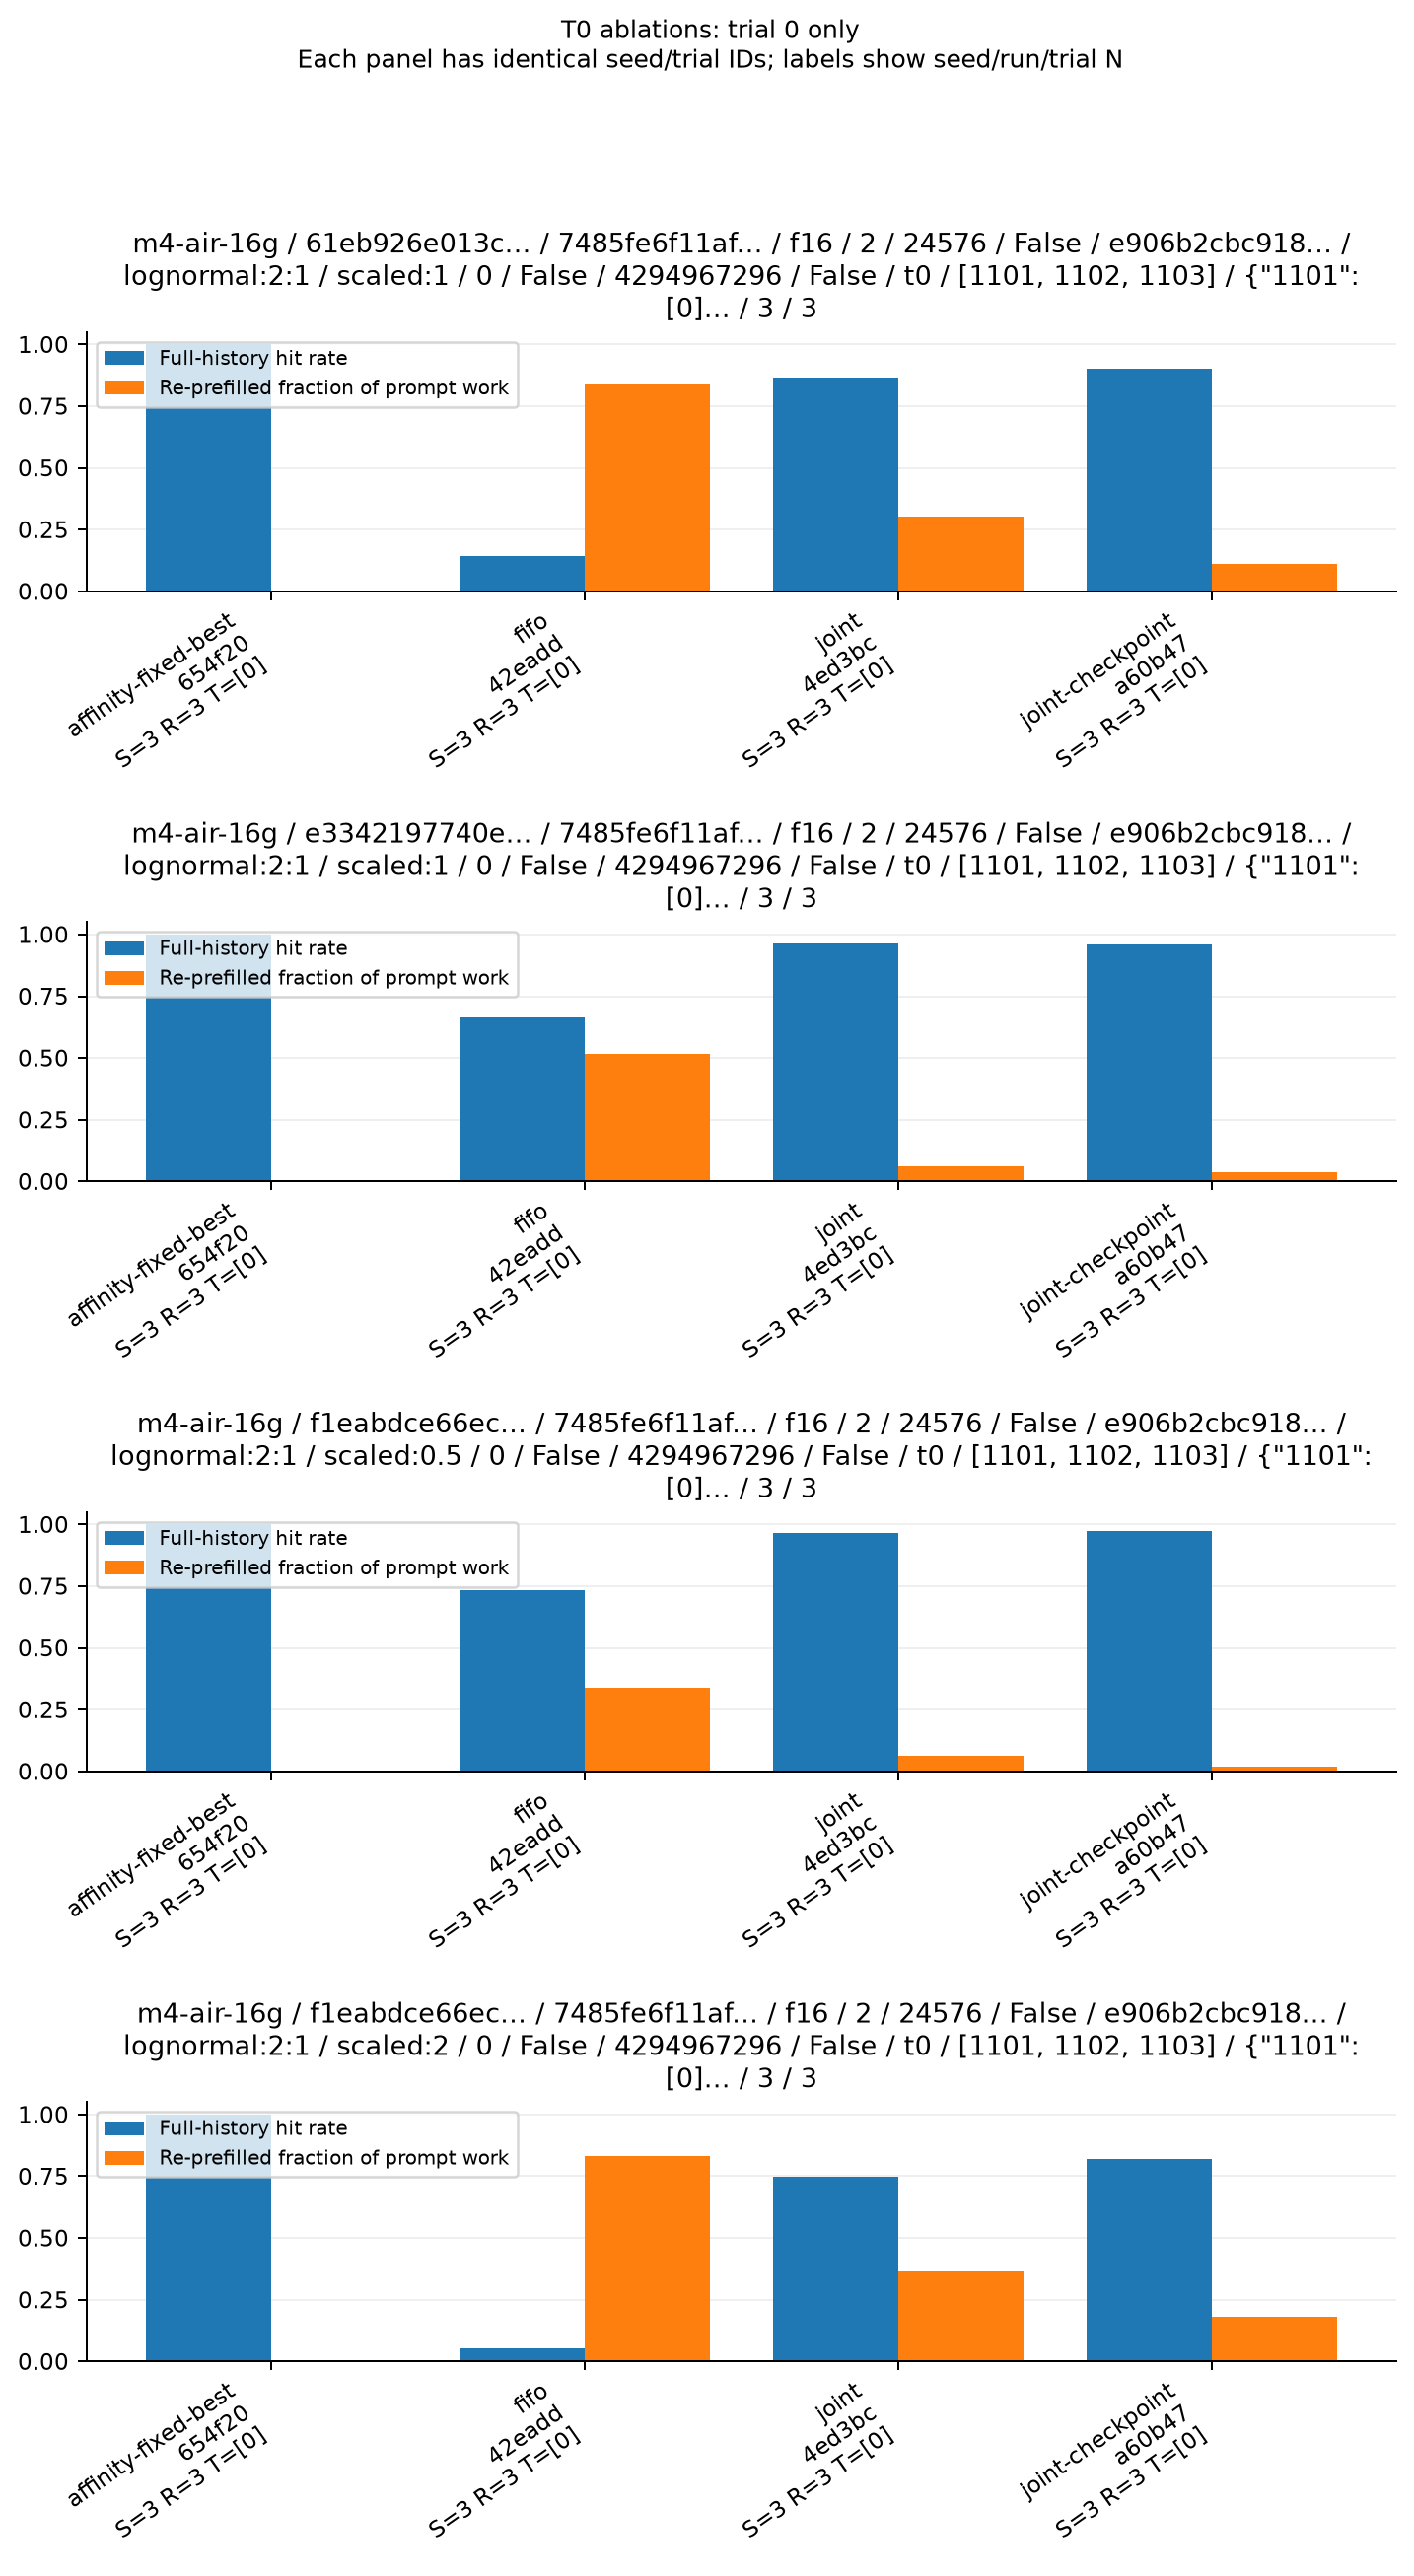 T0 ablations: trial 0 only
Each panel has identical seed/trial IDs; labels show seed/run/trial N
m4-air-16g / 61eb926e013c... / 7485fe6f11af... / f16 / 2 / 24576 / False / e906b2cbc918... /
lognormal:2:1 / scaled:1 / 0 / False / 4294967296 / False / t0 / [1101, 1102, 1103] / {"1101":
[0]... / 3 / 3
1.00
0.75
0.50
0.25
0.00
Full-history hit rate
Re-prefilled fraction of prompt work
affinity-fixed-best
654f20
S=3 R=3 T=[0]
fifo
42eadd
S=3 R=3 T=[0]
joint
4ed3bc
S=3 R=3 T=[0]
joint-checkpoint
a60b47
S=3 R=3 T=[0]
m4-air-16g / e3342197740e... / 7485fe6f11af... / f16 / 2 / 24576 / False / e906b2cbc918... /
lognormal:2:1 / scaled:1 / 0 / False / 4294967296 / False / t0 / [1101, 1102, 1103] / {"1101":
[0]... / 3 / 3
1.00
0.75
0.50
0.25
0.00
Full-history hit rate
Re-prefilled fraction of prompt work
affinity-fixed-best
654f20
S=3 R=3 T=[0]
fifo
42eadd
S=3 R=3 T=[0]
joint
4ed3bc
S=3 R=3 T=[0]
joint-checkpoint
a60b47
S=3 R=3 T=[0]
m4-air-16g / f1eabdce66ec... / 7485fe6f11af... / f16 / 2 / 24576 / False / e906b2cbc918... /
lognormal:2:1 / scaled:0.5 / 0 / False / 4294967296 / False / t0 / [1101, 1102, 1103] / {"1101":
[0]... / 3 / 3
1.00
0.75
0.50
0.25
0.00
Full-history hit rate
Re-prefilled fraction of prompt work
affinity-fixed-best
654f20
S=3 R=3 T=[0]
fifo
42eadd
S=3 R=3 T=[0]
joint
4ed3bc
S=3 R=3 T=[0]
joint-checkpoint
a60b47
S=3 R=3 T=[0]
m4-air-16g / f1eabdce66ec... / 7485fe6f11af... / f16 / 2 / 24576 / False / e906b2cbc918... /
lognormal:2:1 / scaled:2 / 0 / False / 4294967296 / False / t0 / [1101, 1102, 1103] / {"1101":
[0]... / 3 / 3
1.00
0.75
0.50
0.25
0.00
Full-history hit rate
Re-prefilled fraction of prompt work
affinity-fixed-best
654f20
S=3 R=3 T=[0]
fifo
42eadd
S=3 R=3 T=[0]
joint
4ed3bc
S=3 R=3 T=[0]
joint-checkpoint
a60b47
S=3 R=3 T=[0]